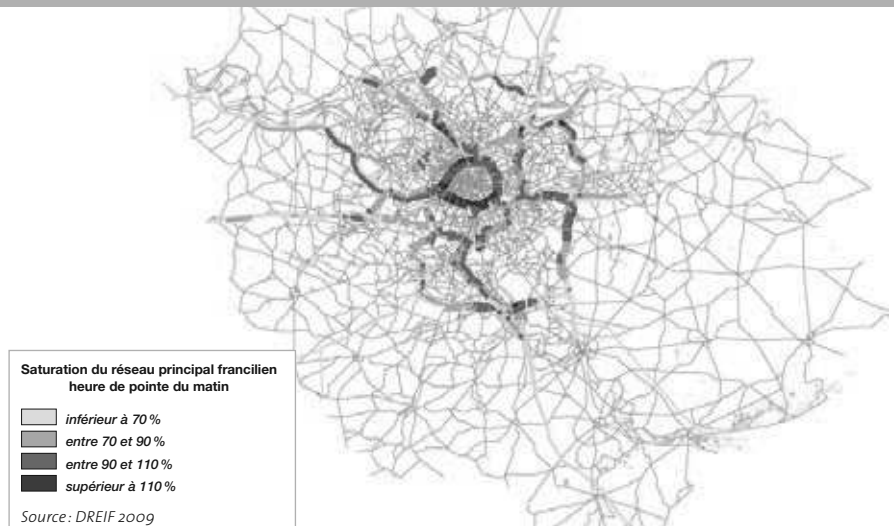 Saturation du réseau principal francilien
heure de pointe du matin
inférieur à 70 %
entre 70 et 90 %
entre 90 et 110 %
supérieur à 110 %
Source : DREIF 2009